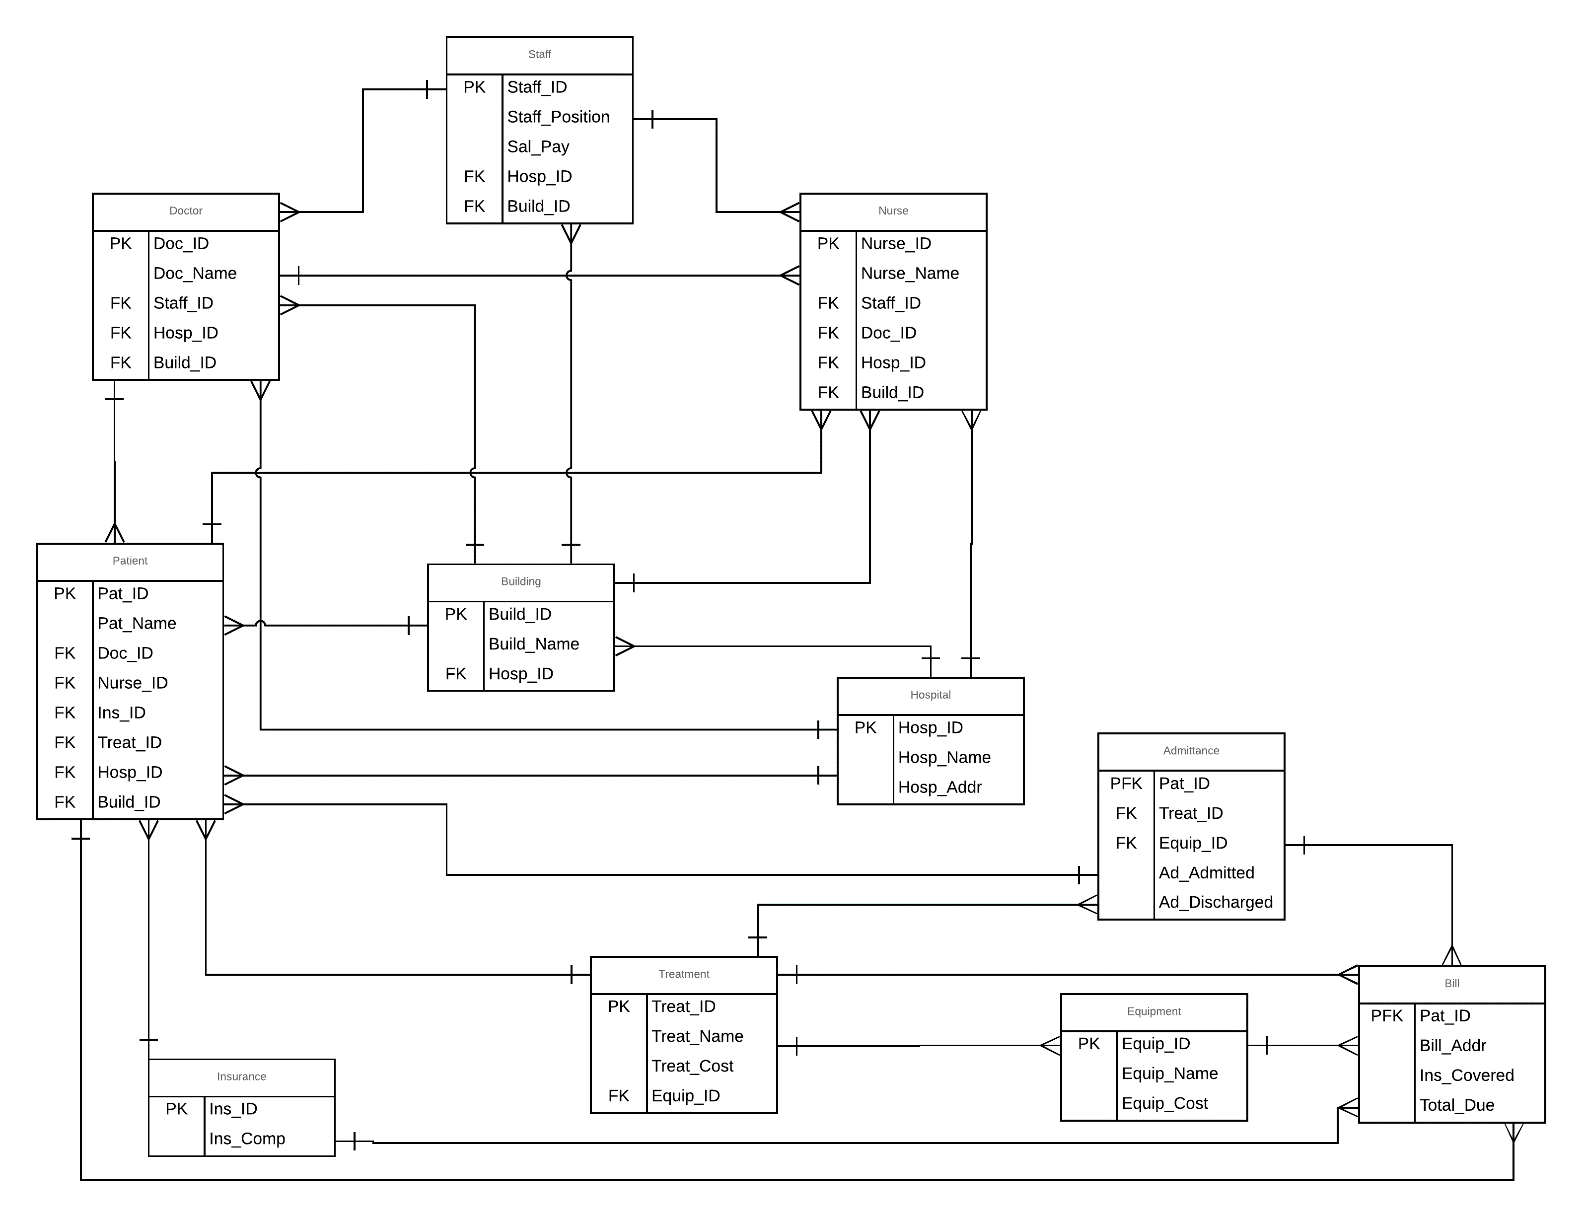 Staff
PK Staff_ID
Staff_Position
Sal_Pay
FK Hosp_ID
FK Build_ID
Doctor
PK Doc_ID
Doc_Name
FK Staff_ID
FK Hosp_ID
FK Build_ID
Nurse
PK Nurse_ID
Nurse_Name
FK Staff_ID
FK Doc_ID
FK Hosp_ID
FK Build_ID
Patient
PK Pat_ID
Pat_Name
FK Doc_ID
FK Nurse_ID
FK Ins_ID
FK Treat_ID
FK Hosp_ID
FK Build_ID
Building
PK Build_ID
Build_Name
FK Hosp_ID
Hospital
PK Hosp_ID
Hosp_Name
Hosp_Addr
Admittance
PFK Pat_ID
FK Treat_ID
FK Equip_ID
Ad_Admitted
Ad_Discharged
Treatment
PK Treat_ID
Treat_Name
Treat_Cost
FK Equip_ID
Equipment
PK Equip_ID
Equip_Name
Equip_Cost
Bill
PFK Pat_ID
Bill_Addr
Ins_Covered
Total_Due
Insurance
PK Ins_ID
Ins_Comp